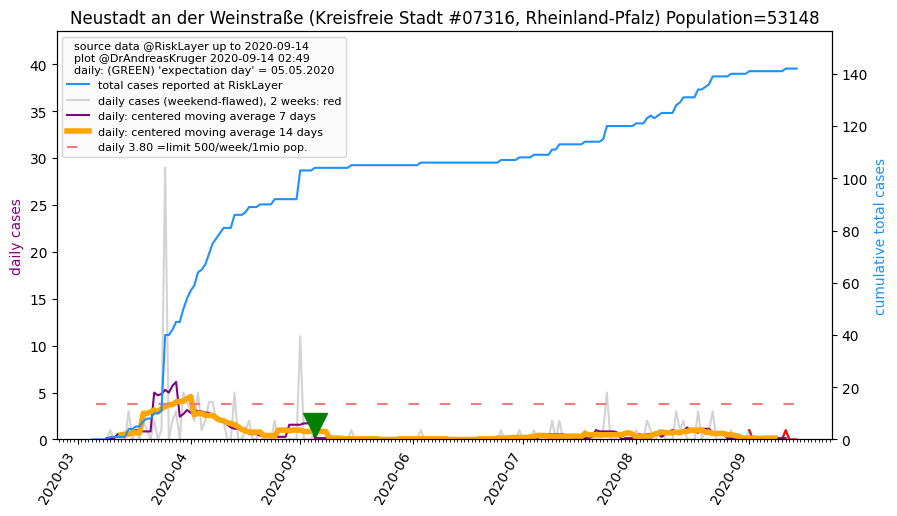 Neustadt an der Weinstraße (Kreisfreie Stadt #07316, Rheinland-Pfalz) Population=53148
source data @RiskLayer up to 2020-09-14
plot @DrAndreasKruger 2020-09-14 02:49
daily: (GREEN) 'expectation day' = 05.05.2020
total cases reported at RiskLayer
daily cases (weekend-flawed), 2 weeks: red
daily: centered moving average 7 days
daily: centered moving average 14 days
daily 3.80 =limit 500/week/1mio pop.
daily cases
40
35
30
25
20
15
10
5
0
140
120
100
80
60
40
20
0
cumulative total cases
2020-03
2020-04
2020-05
2020-06
2020-07
2020-08
2020-09